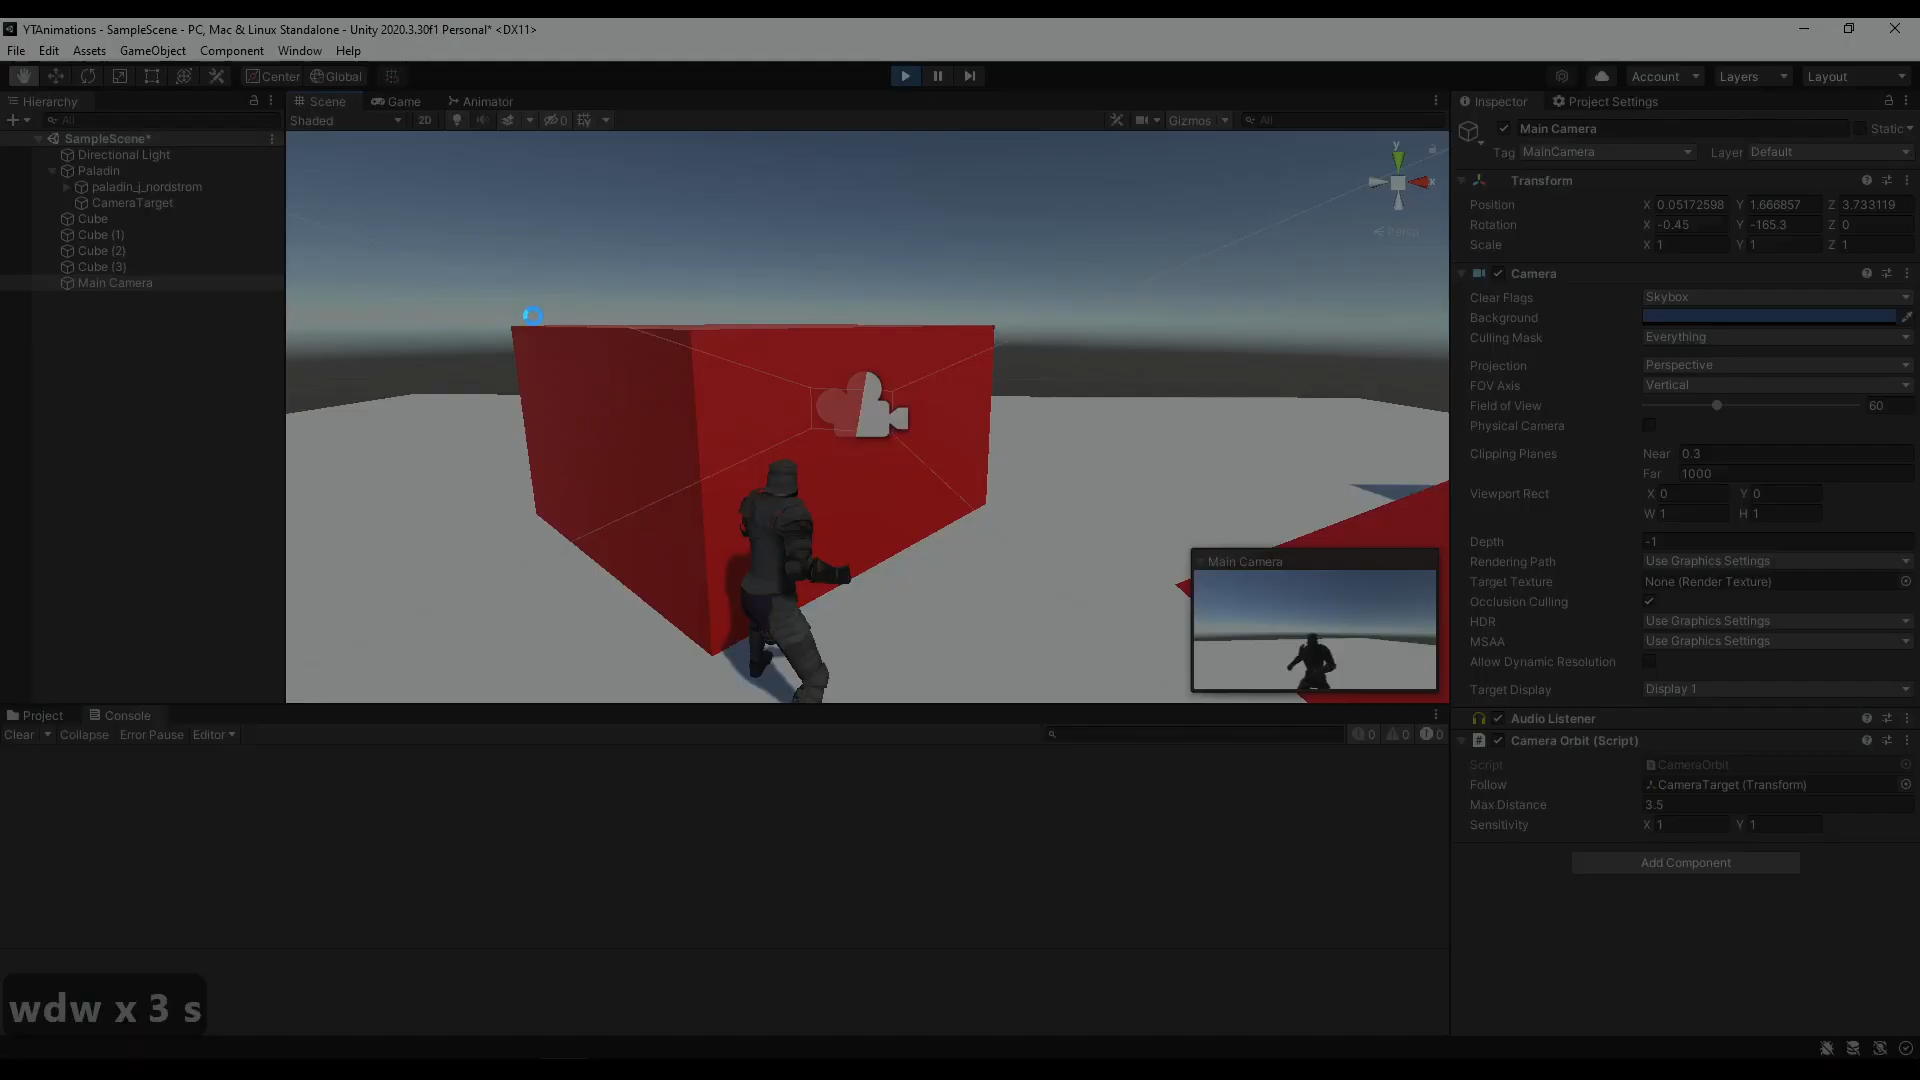 YTAnimations - SampleScene - PC, Mac & Linux Standalone - Unity 2020.3.30f1 Personal* <DX11>
File Edit Assets GameObject Component Window Help
Center Global
Account Layers Layout
Hierarchy
All
SampleScene*
Directional Light
Paladin
paladin_j_nordstrom
CameraTarget
Cube
Cube (1)
Cube (2)
Cube (3)
Main Camera
Scene Game Animator
Shaded 2D 0 Gizmos All
y
x
Persp
Main Camera
Inspector Project Settings
Main Camera Static
Tag MainCamera Layer Default
Transform
Position X 0.05172598 Y 1.666857 Z 3.733119
Rotation X -0.45 Y -165.3 Z 0
Scale X 1 Y 1 Z 1
Camera
Clear Flags Skybox
Background
Culling Mask Everything
Projection Perspective
FOV Axis Vertical
Field of View 60
Physical Camera
Clipping Planes Near 0.3
Far 1000
Viewport Rect X 0 Y 0
W 1 H 1
Depth -1
Rendering Path Use Graphics Settings
Target Texture None (Render Texture)
Occlusion Culling
HDR Use Graphics Settings
MSAA Use Graphics Settings
Allow Dynamic Resolution
Target Display Display 1
Audio Listener
Camera Orbit (Script)
Script CameraOrbit
Follow CameraTarget (Transform)
Max Distance 3.5
Sensitivity X 1 Y 1
Add Component
Project Console
Clear Collapse Error Pause Editor 0 0 0
wdw x 3 s